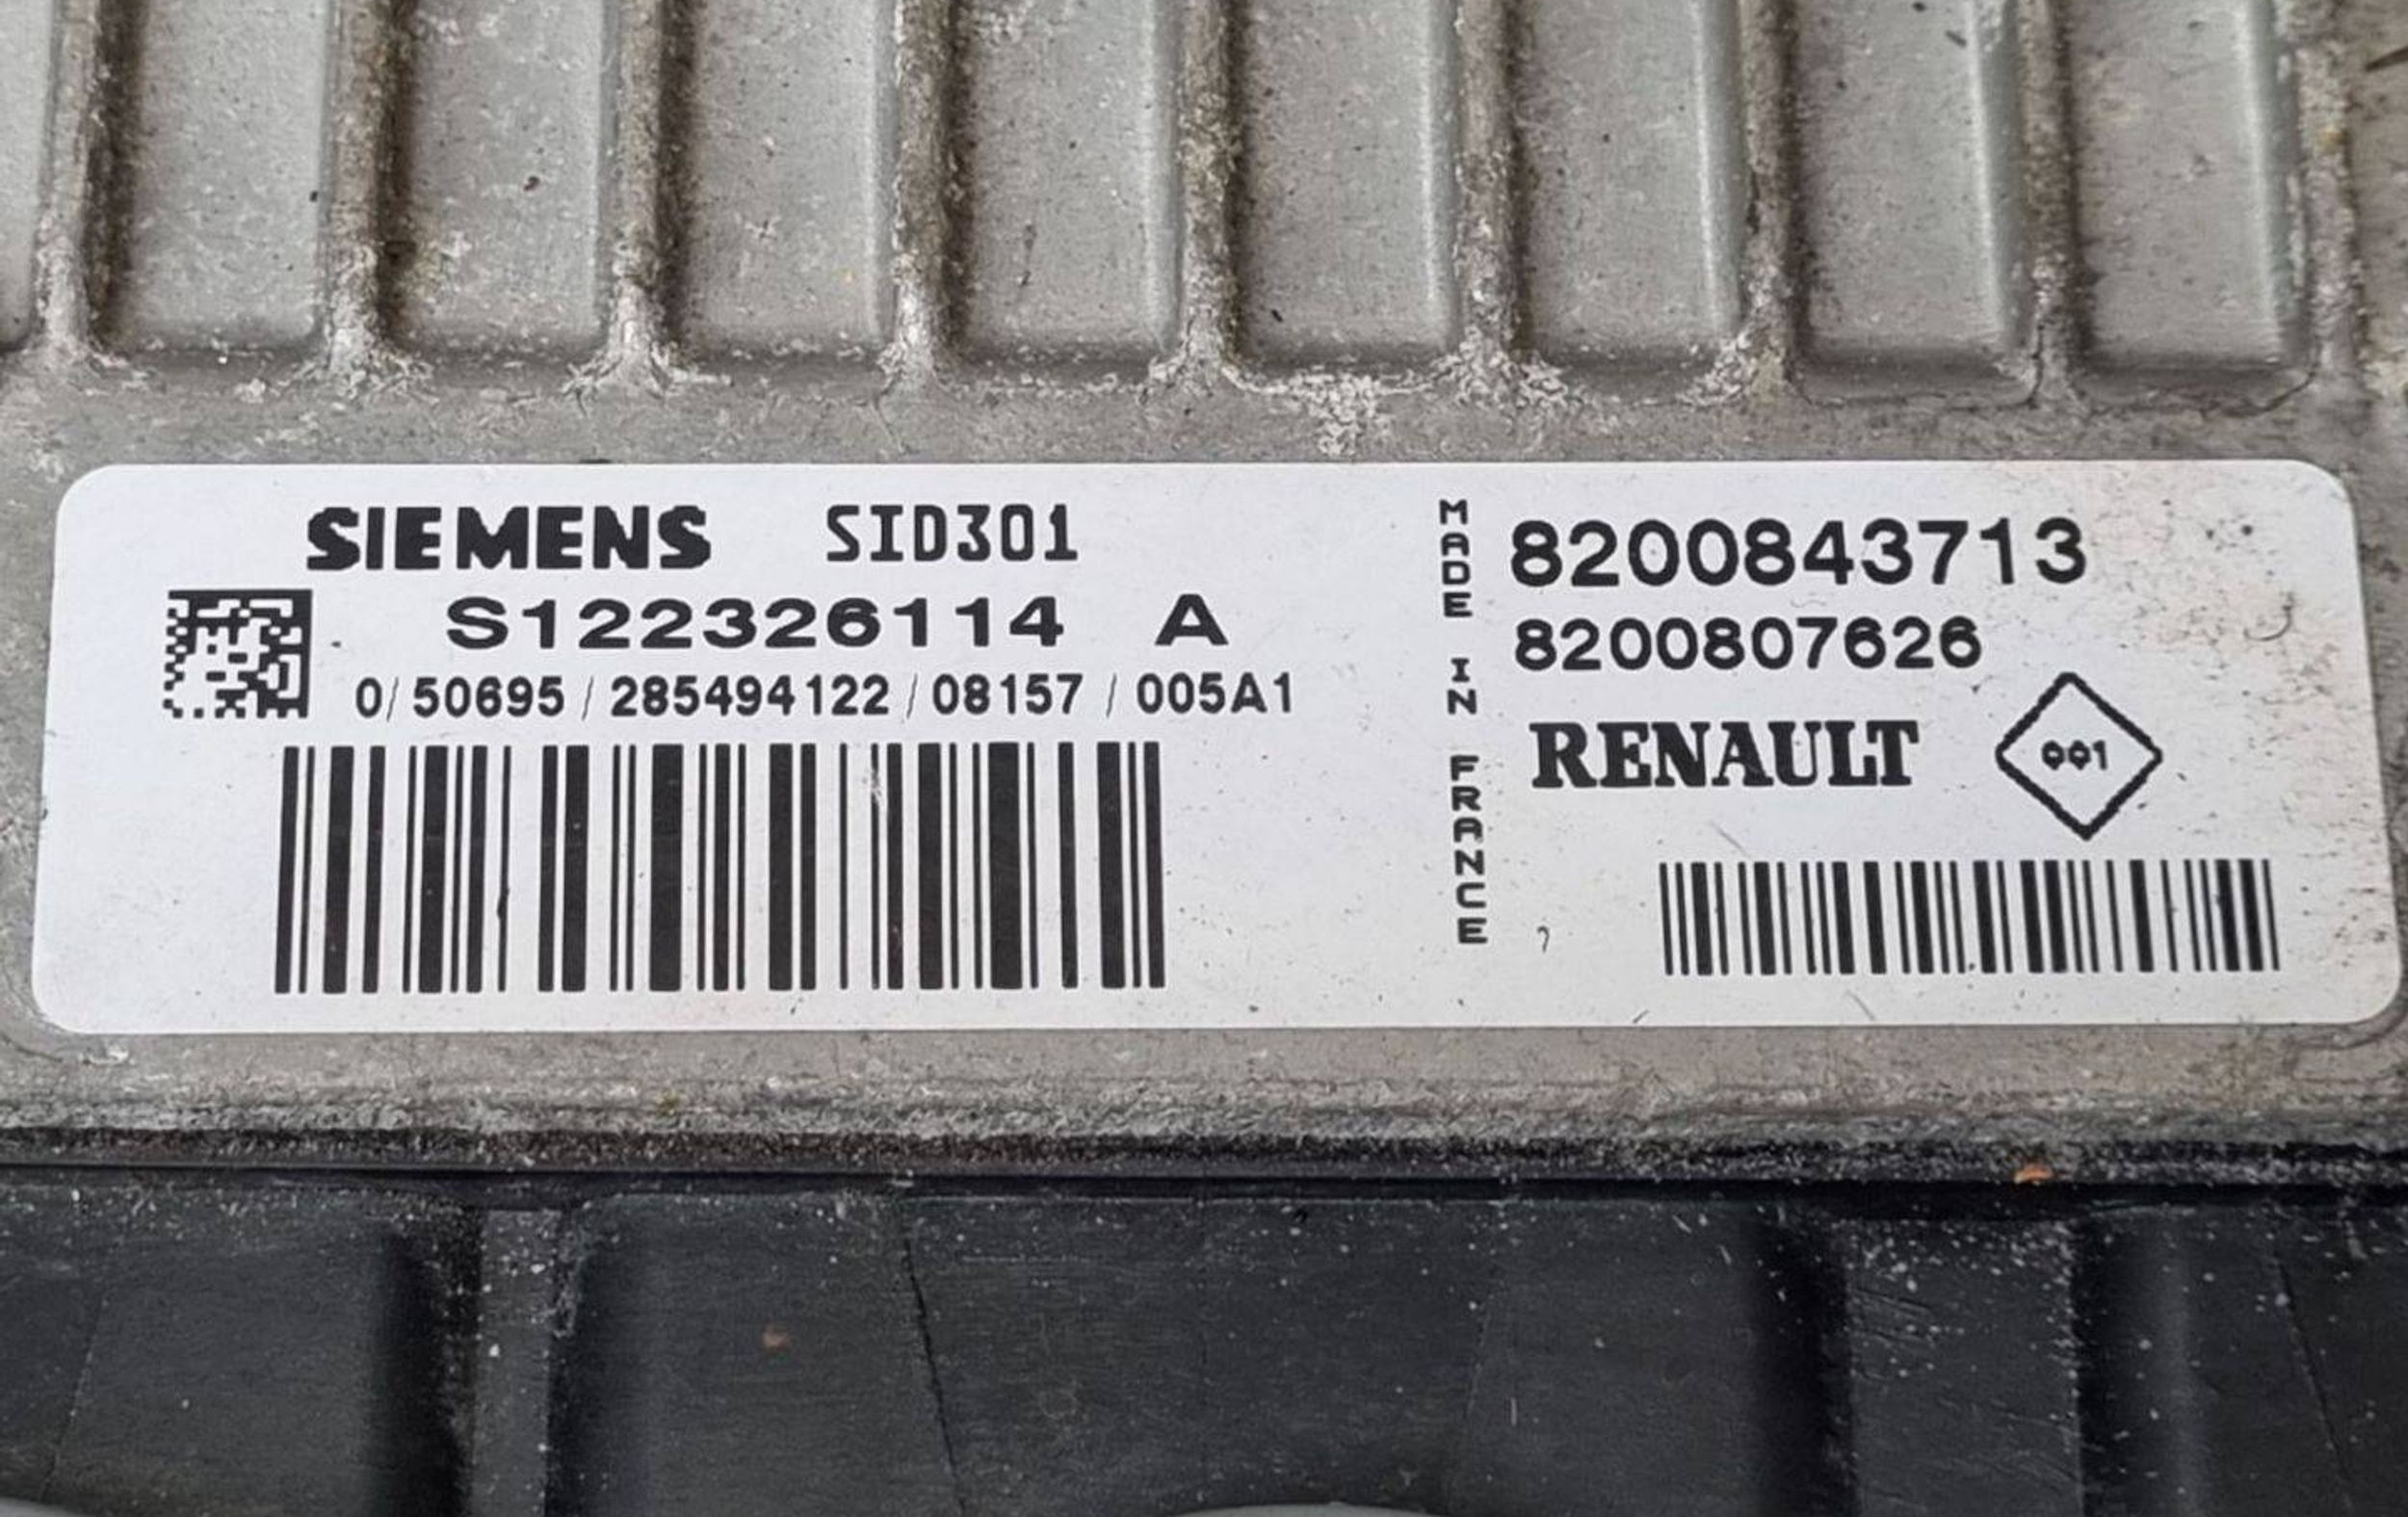 SIEMENS SID301
S122326114 A
0/50695/285494122/08157/005A1
MADE IN FRANCE
8200843713
8200807626
RENAULT
001